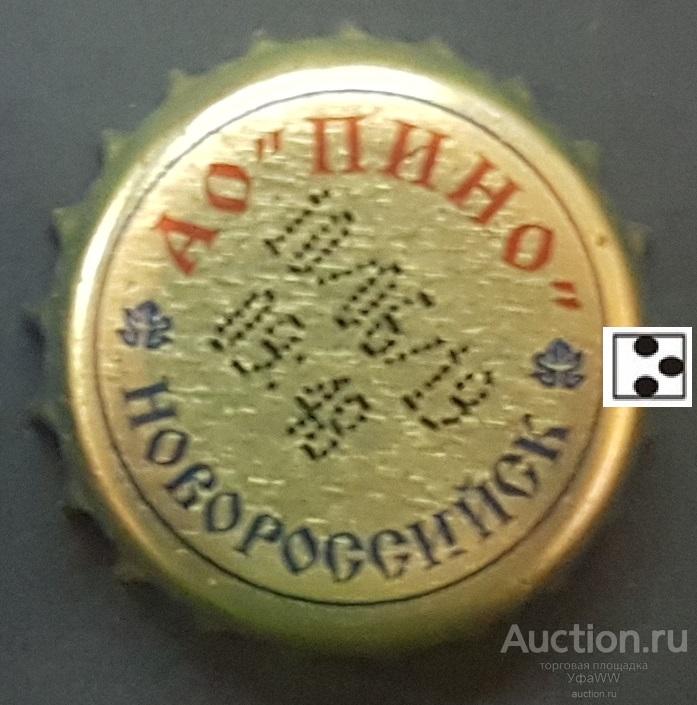 АО "ПИНО"
НОВОРОССИЙСК
Auction.ru
торговая площадка
УфаWW
auction.ru